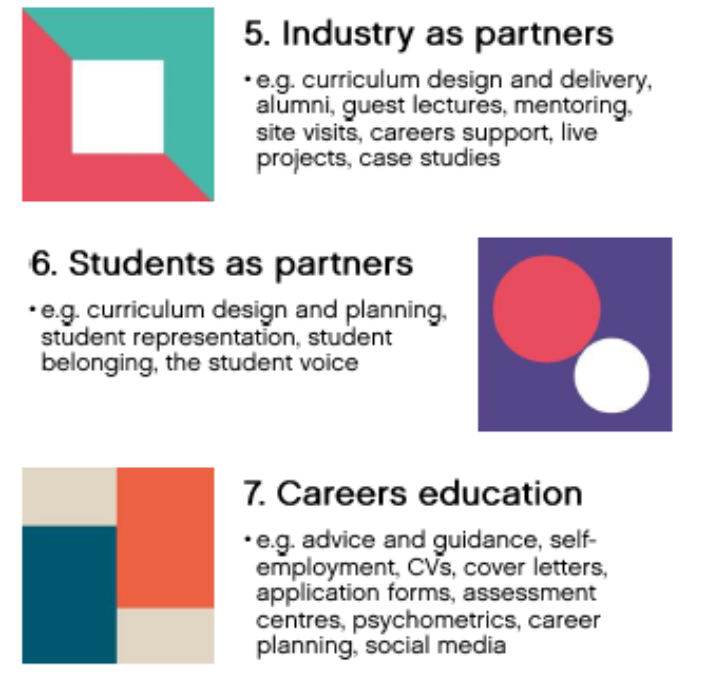 5. Industry as partners
• e.g. curriculum design and delivery,
alumni, guest lectures, mentoring,
site visits, careers support, live
projects, case studies
6. Students as partners
• e.g. curriculum design and planning,
student representation, student
belonging, the student voice
7. Careers education
• e.g. advice and guidance, self-
employment, CVs, cover letters,
application forms, assessment
centres, psychometrics, career
planning, social media